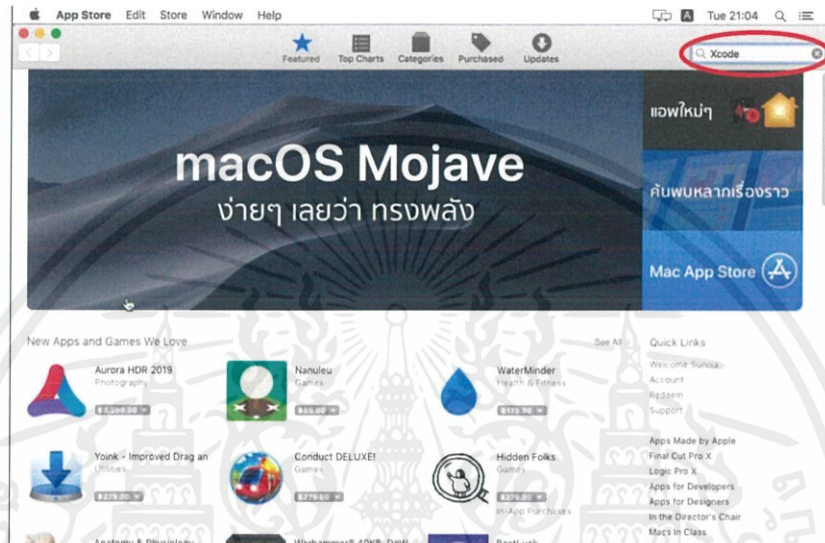 App Store Edit Store Window Help
Tue 21:04
Featured Top Charts Categories Purchased Updates
Xcode
macOS Mojave
ง่ายๆ เลยว่า ทรงพลัง
แอพใหม่ๆ
ค้นพบหลากเรื่องราว
Mac App Store
New Apps and Games We Love
See All
Quick Links
Aurora HDR 2019
Photography
Nanuleu
Games
WaterMinder
Health & Fitness
Welcome Sunisa
Account
Redeem
Support
Yoink - Improved Drag an
Utilities
฿279.00
Conduct DELUXE!
Games
฿279.00
Hidden Folks
Games
In-App Purchases
Apps Made by Apple
Final Cut Pro X
Logic Pro X
Apps for Developers
Apps for Designers
In the Director's Chair
Macs in Class